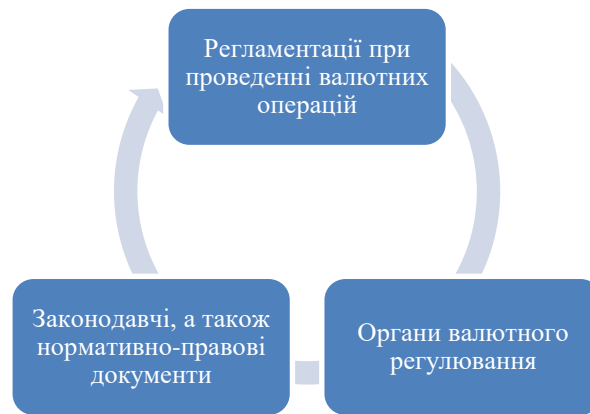 Регламентації при
проведенні валютних
операцій
Законодавчі, а також
нормативно-правові
документи
Органи валютного
регулювання